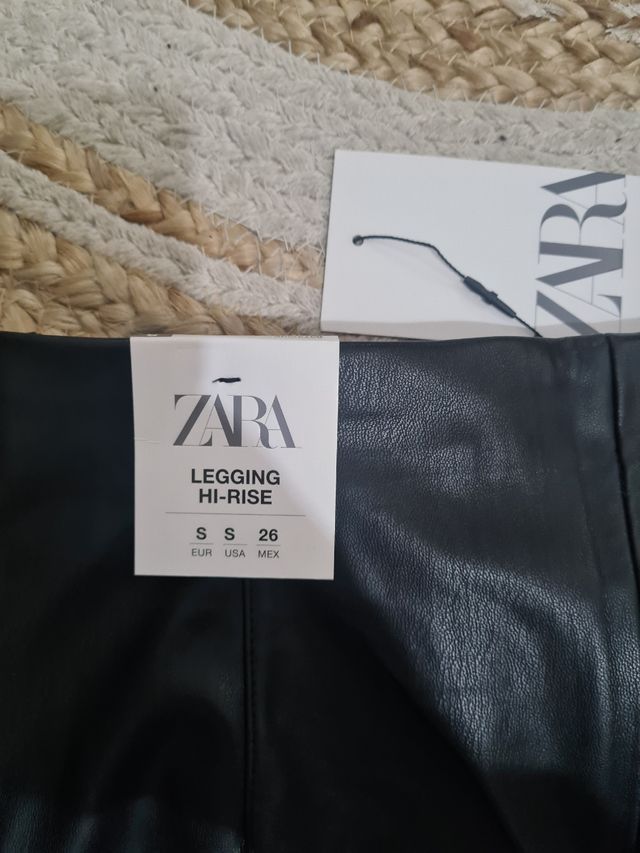 ZARA
ZARA
LEGGING
HI-RISE
S S 26
EUR USA MEX